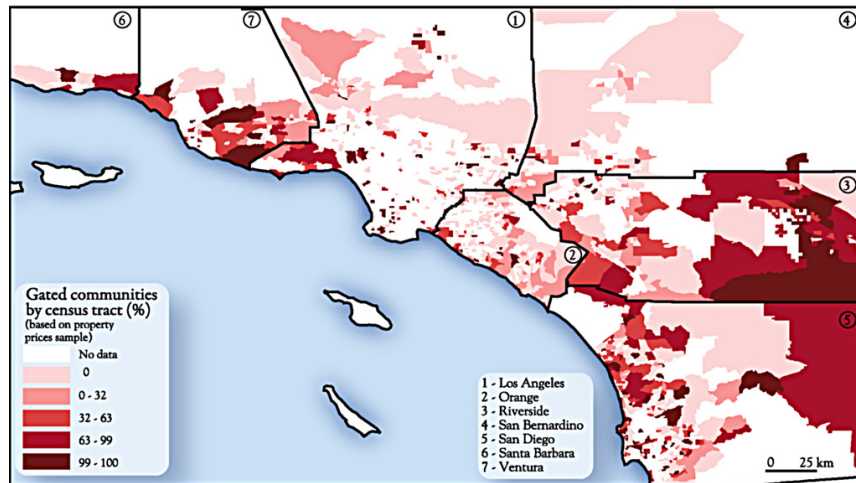 ⑥
⑦
①
④
③
②
⑤
Gated communities
by census tract (%)
(based on property
prices sample)
No data
0
0 - 32
32 - 63
63 - 99
99 - 100
1 - Los Angeles
2 - Orange
3 - Riverside
4 - San Bernardino
5 - San Diego
6 - Santa Barbara
7 - Ventura
0 25 km